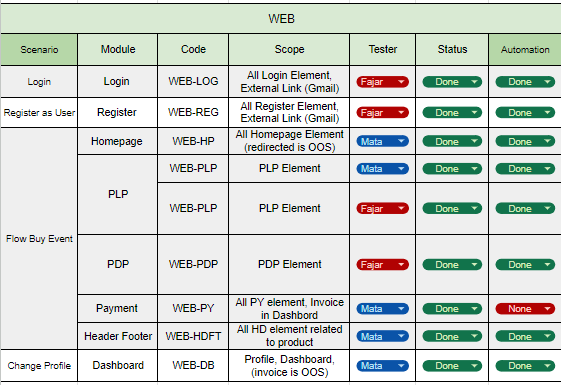 WEB
Scenario Module Code Scope Tester Status Automation
Login Login WEB-LOG All Login Element, External Link (Gmail) Fajar Done Done
Register as User Register WEB-REG All Register Element, External Link (Gmail) Fajar Done Done
Flow Buy Event Homepage WEB-HP All Homepage Element (redirected is OOS) Mata Done Done
PLP WEB-PLP PLP Element Mata Done Done
WEB-PLP PLP Element Fajar Done Done
PDP WEB-PDP PDP Element Fajar Done Done
Payment WEB-PY All PY element, Invoice in Dashbord Mata Done None
Header Footer WEB-HDFT All HD element related to product Mata Done Done
Change Profile Dashboard WEB-DB Profile, Dashboard, (invoice is OOS) Mata Done Done